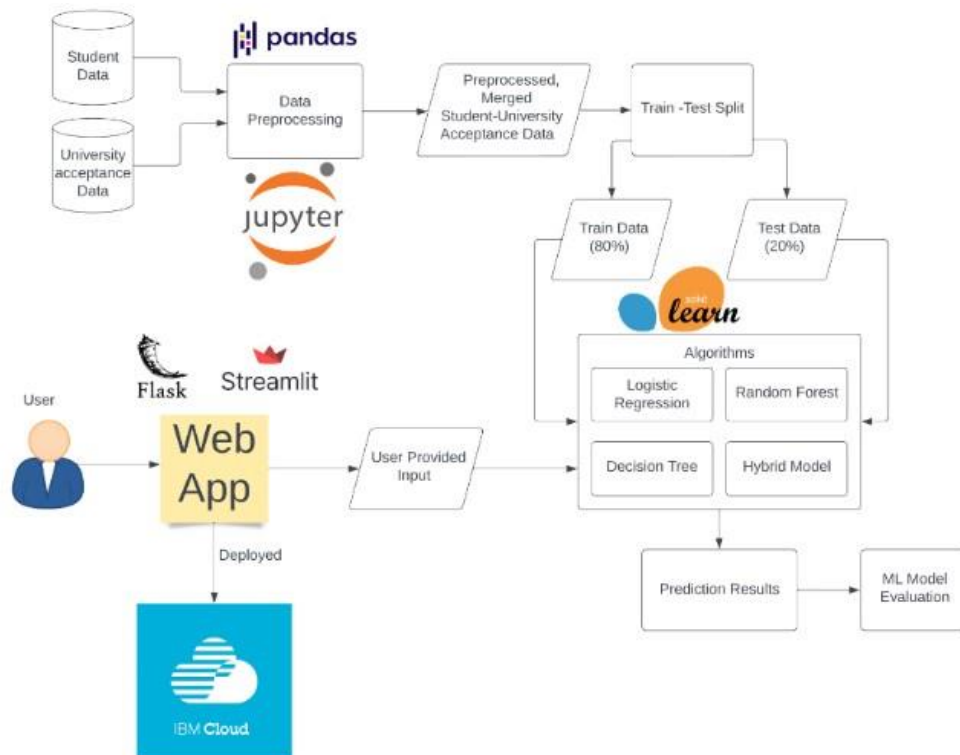 Student
Data
pandas
Data
Preprocessing
Preprocessed,
Merged
Student-University
Acceptance Data
Train -Test Split
University
acceptance
Data
jupyter
Train Data
(80%)
Test Data
(20%)
learn
Flask
Streamlit
Algorithms
Logistic
Regression
Random Forest
Decision Tree
Hybrid Model
User
Web
App
User Provided
Input
Deployed
Prediction Results
ML Model
Evaluation
IBM Cloud